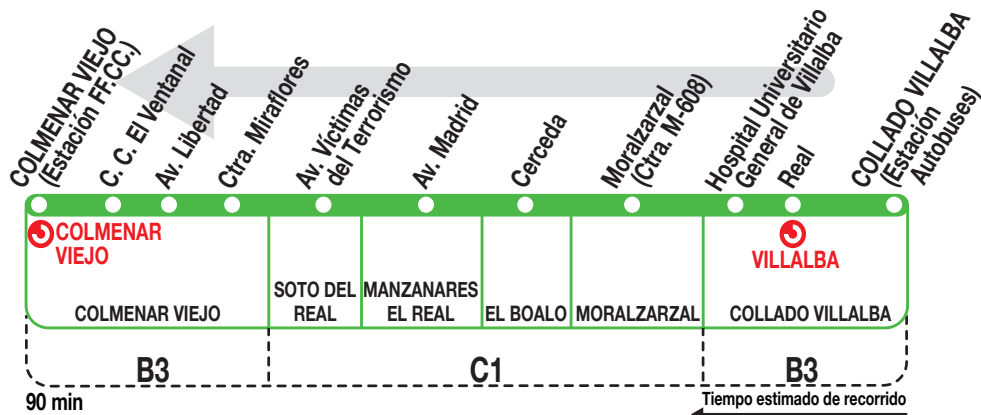 COLMENAR VIEJO
(Estación FF.CC.)
C. C. El Ventanal
Av. Libertad
Ctra. Miraflores
Av. Víctimas
del Terrorismo
Av. Madrid
Cerceda
Moralzarzal
(Ctra. M-608)
Hospital Universitario
General de Villalba
Real
COLLADO VILLALBA
(Estación
Autobuses)
COLMENAR
VIEJO
VILLALBA
COLMENAR VIEJO
SOTO DEL
REAL
MANZANARES
EL REAL
EL BOALO
MORALZARZAL
COLLADO VILLALBA
B3
C1
B3
90 min
Tiempo estimado de recorrido